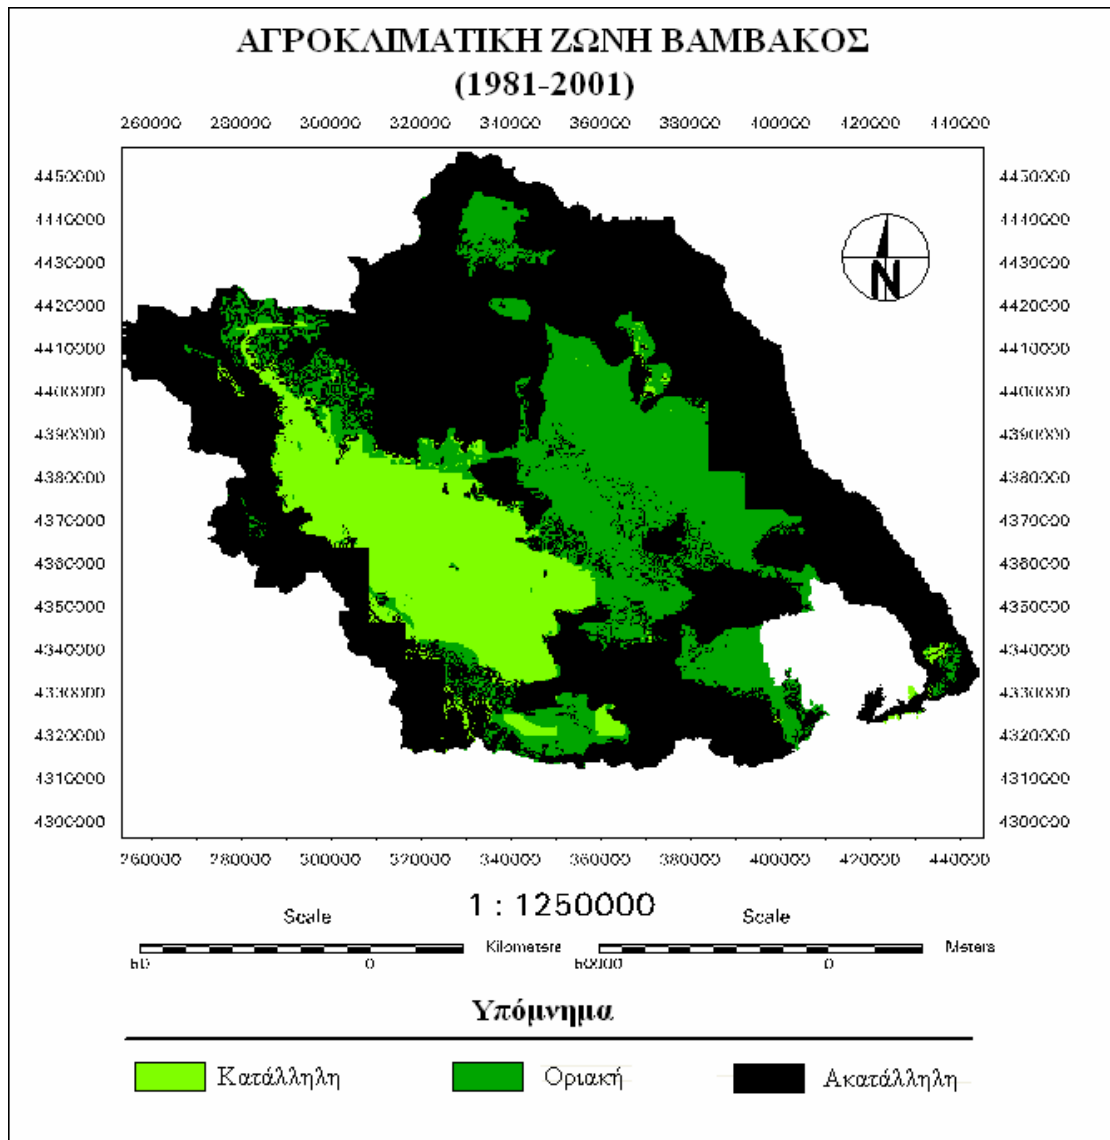 ΑΓΡΟΚΛΙΜΑΤΙΚΗ ΖΩΝΗ ΒΑΜΒΑΚΟΣ
(1981-2001)
260000 280000 300000 320000 340000 360000 380000 400000 420000 440000
4450000 4450000
4440000 4440000
4430000 4430000
N
4420000 4420000
4410000 4410000
4400000 4400000
4390000 4390000
4380000 4380000
4370000 4370000
4360000 4360000
4350000 4350000
4340000 4340000
4330000 4330000
4320000 4320000
4310000 4310000
4300000 4300000
260000 280000 300000 320000 340000 360000 380000 400000 420000 440000
Scale 1 : 1250000 Scale
Kilometers Meters
60 0 60000 0
Υπόμνημα
Κατάλληλη Οριακή Ακατάλληλη